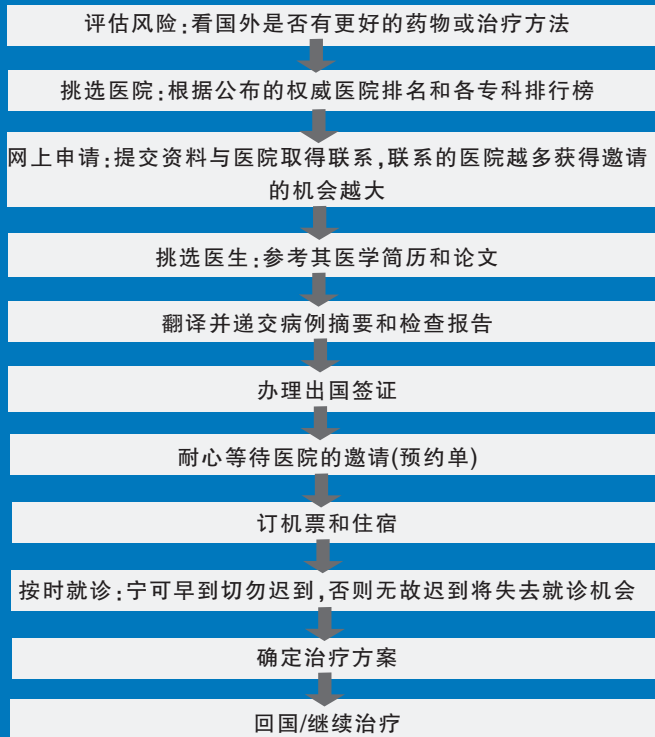 评估风险:看国外是否有更好的药物或治疗方法
挑选医院:根据公布的权威医院排名和各专科排行榜
网上申请:提交资料与医院取得联系,联系的医院越多获得邀请
的机会越大
挑选医生:参考其医学简历和论文
翻译并递交病例摘要和检查报告
办理出国签证
耐心等待医院的邀请(预约单)
订机票和住宿
按时就诊:宁可早到切勿迟到,否则无故迟到将失去就诊机会
确定治疗方案
回国/继续治疗